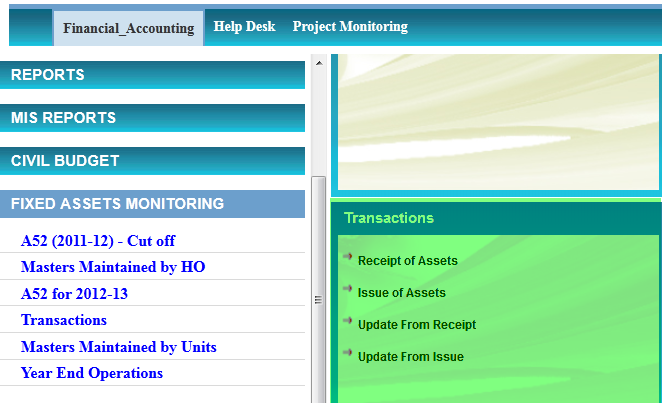 Financial_Accounting Help Desk Project Monitoring
REPORTS
MIS REPORTS
CIVIL BUDGET
FIXED ASSETS MONITORING
A52 (2011-12) - Cut off
Masters Maintained by HO
A52 for 2012-13
Transactions
Masters Maintained by Units
Year End Operations
Transactions
Receipt of Assets
Issue of Assets
Update From Receipt
Update From Issue